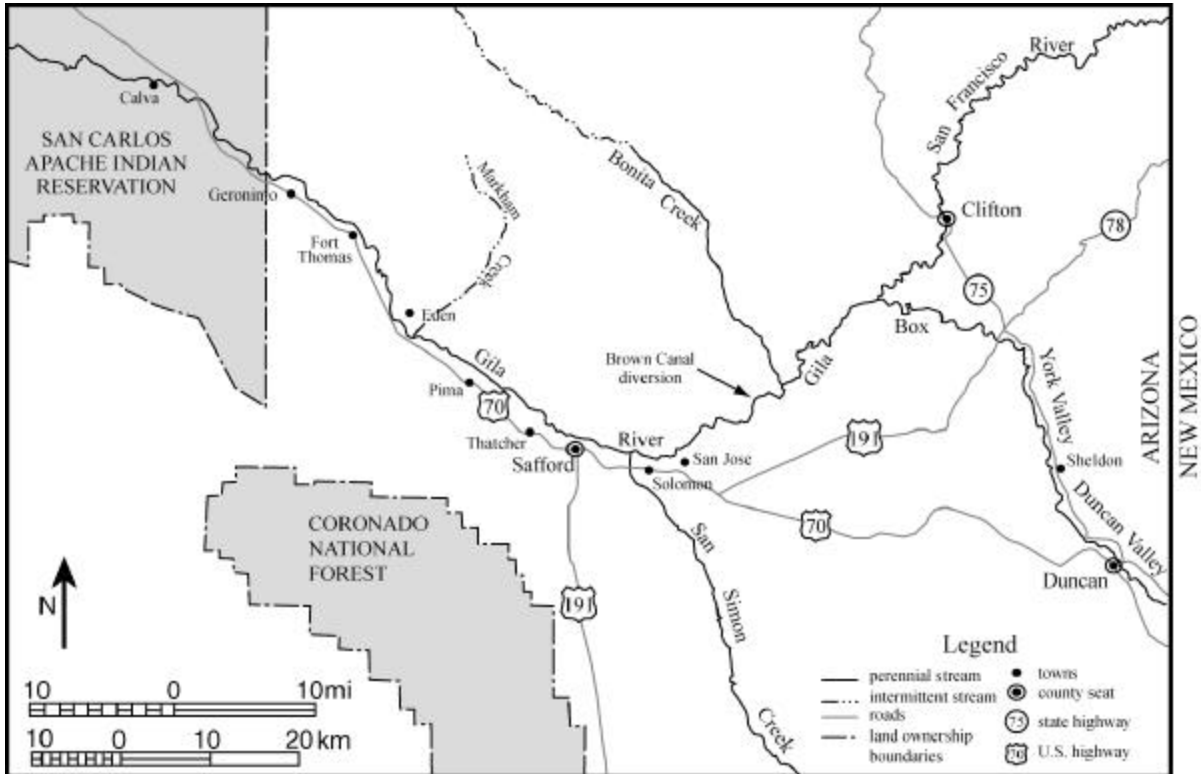 San Francisco River
Calva
SAN CARLOS
APACHE INDIAN
RESERVATION
Geronimo
Markham Creek
Bonita Creek
Clifton
78
Fort
Thomas
75
Eden
Box
Gila
Brown Canal
diversion
Gila
York Valley
ARIZONA
NEW MEXICO
Pima
70
Thatcher
Safford
River
San Jose
Solomon
191
Sheldon
70
CORONADO
NATIONAL
FOREST
San Simon Creek
Duncan Valley
Duncan
N
191
Legend
perennial stream
intermittent stream
roads
land ownership
boundaries
towns
county seat
75 state highway
U.S. highway
10 0 10 mi
10 0 10 20 km